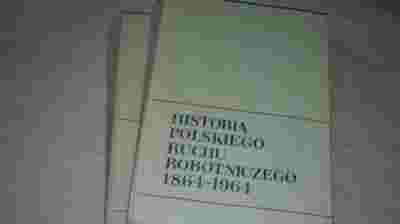 HISTORIA
POLSKIEGO
RUCHU
ROBOTNICZEGO
1864-1964